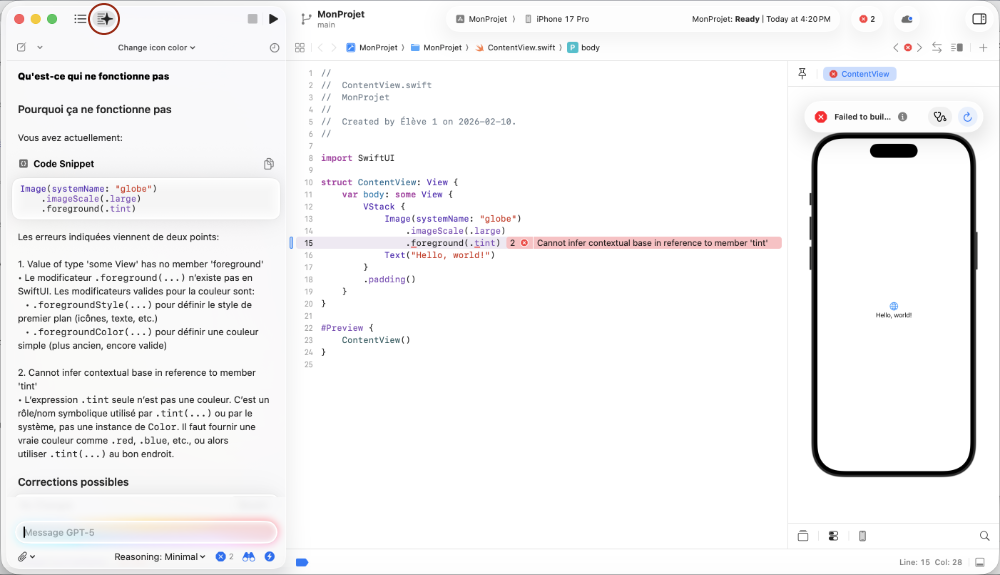 MonProjet
main
MonProjet
iPhone 17 Pro
MonProjet: Ready | Today at 4:20 PM
2
Change icon color
MonProjet
MonProjet
ContentView.swift
P body
Qu'est-ce qui ne fonctionne pas
Pourquoi ça ne fonctionne pas
Vous avez actuellement:
Code Snippet
Image(systemName: "globe")
.imageScale(.large)
.foreground(.tint)
Les erreurs indiquées viennent de deux points:
1. Value of type 'some View' has no member 'foreground'
• Le modificateur .foreground(...) n'existe pas en
SwiftUI. Les modificateurs valides pour la couleur sont:
• .foregroundStyle(...) pour définir le style de
premier plan (icônes, texte, etc.)
• .foregroundColor(...) pour définir une couleur
simple (plus ancien, encore valide)
2. Cannot infer contextual base in reference to member
'tint'
• L'expression .tint seule n'est pas une couleur. C'est un
rôle/nom symbolique utilisé par .tint(...) ou par le
système, pas une instance de Color. Il faut fournir une
vraie couleur comme .red, .blue, etc., ou alors
utiliser .tint(...) au bon endroit.
Corrections possibles
Message GPT-5
Reasoning: Minimal
2
1 //
2 // ContentView.swift
3 // MonProjet
4 //
5 // Created by Élève 1 on 2026-02-10.
6 //
7
8 import SwiftUI
9
10 struct ContentView: View {
11 var body: some View {
12 VStack {
13 Image(systemName: "globe")
14 .imageScale(.large)
15 .foreground(.tint) 2 Cannot infer contextual base in reference to member 'tint'
16 Text("Hello, world!")
17 }
18 .padding()
19 }
20 }
21
22 #Preview {
23 ContentView()
24 }
25
ContentView
Failed to buil...
Hello, world!
Line: 15 Col: 28